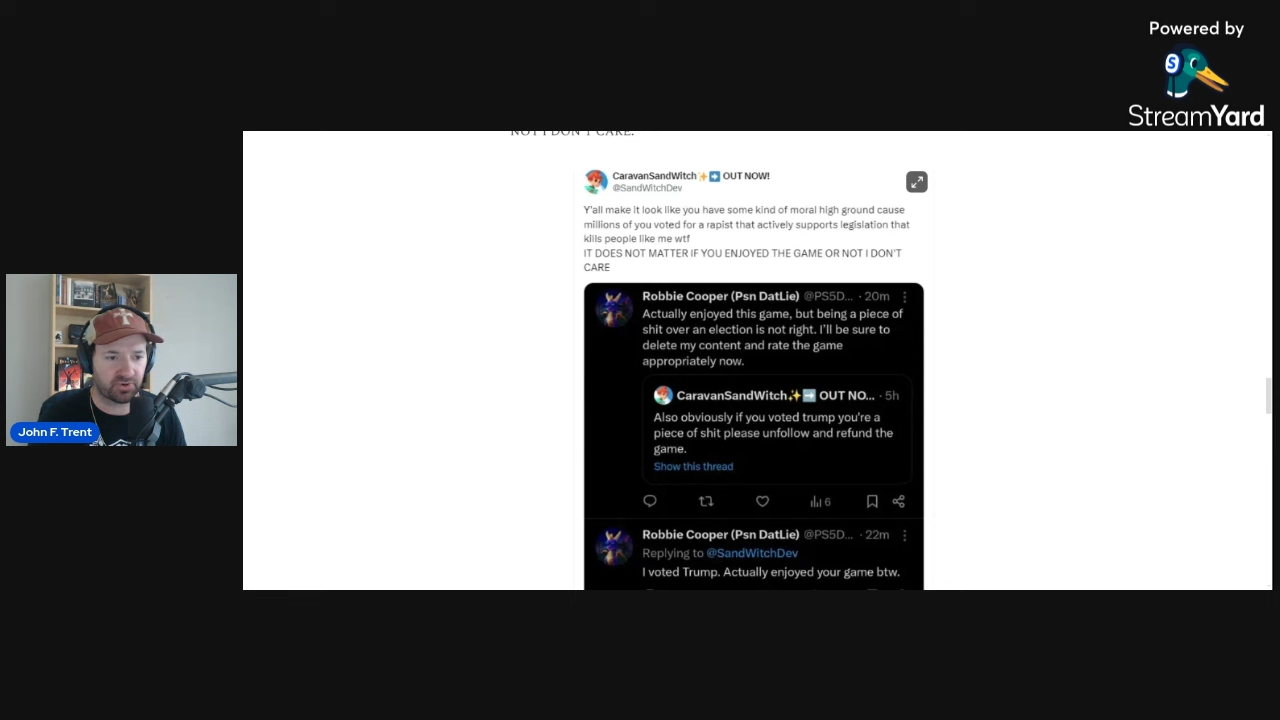 Powered by
S
StreamYard
NOT I DON'T CARE.
CaravanSandWitch✨➡️ OUT NOW!
@SandWitchDev
Y'all make it look like you have some kind of moral high ground cause
millions of you voted for a rapist that actively supports legislation that
kills people like me wtf
IT DOES NOT MATTER IF YOU ENJOYED THE GAME OR NOT I DON'T
CARE
Robbie Cooper (Psn DatLie) @PS5D... · 20m
Actually enjoyed this game, but being a piece of
shit over an election is not right. I'll be sure to
delete my content and rate the game
appropriately now.
CaravanSandWitch✨➡️ OUT NO... · 5h
Also obviously if you voted trump you're a
piece of shit please unfollow and refund the
game.
Show this thread
6
Robbie Cooper (Psn DatLie) @PS5D... · 22m
Replying to @SandWitchDev
I voted Trump. Actually enjoyed your game btw.
John F. Trent